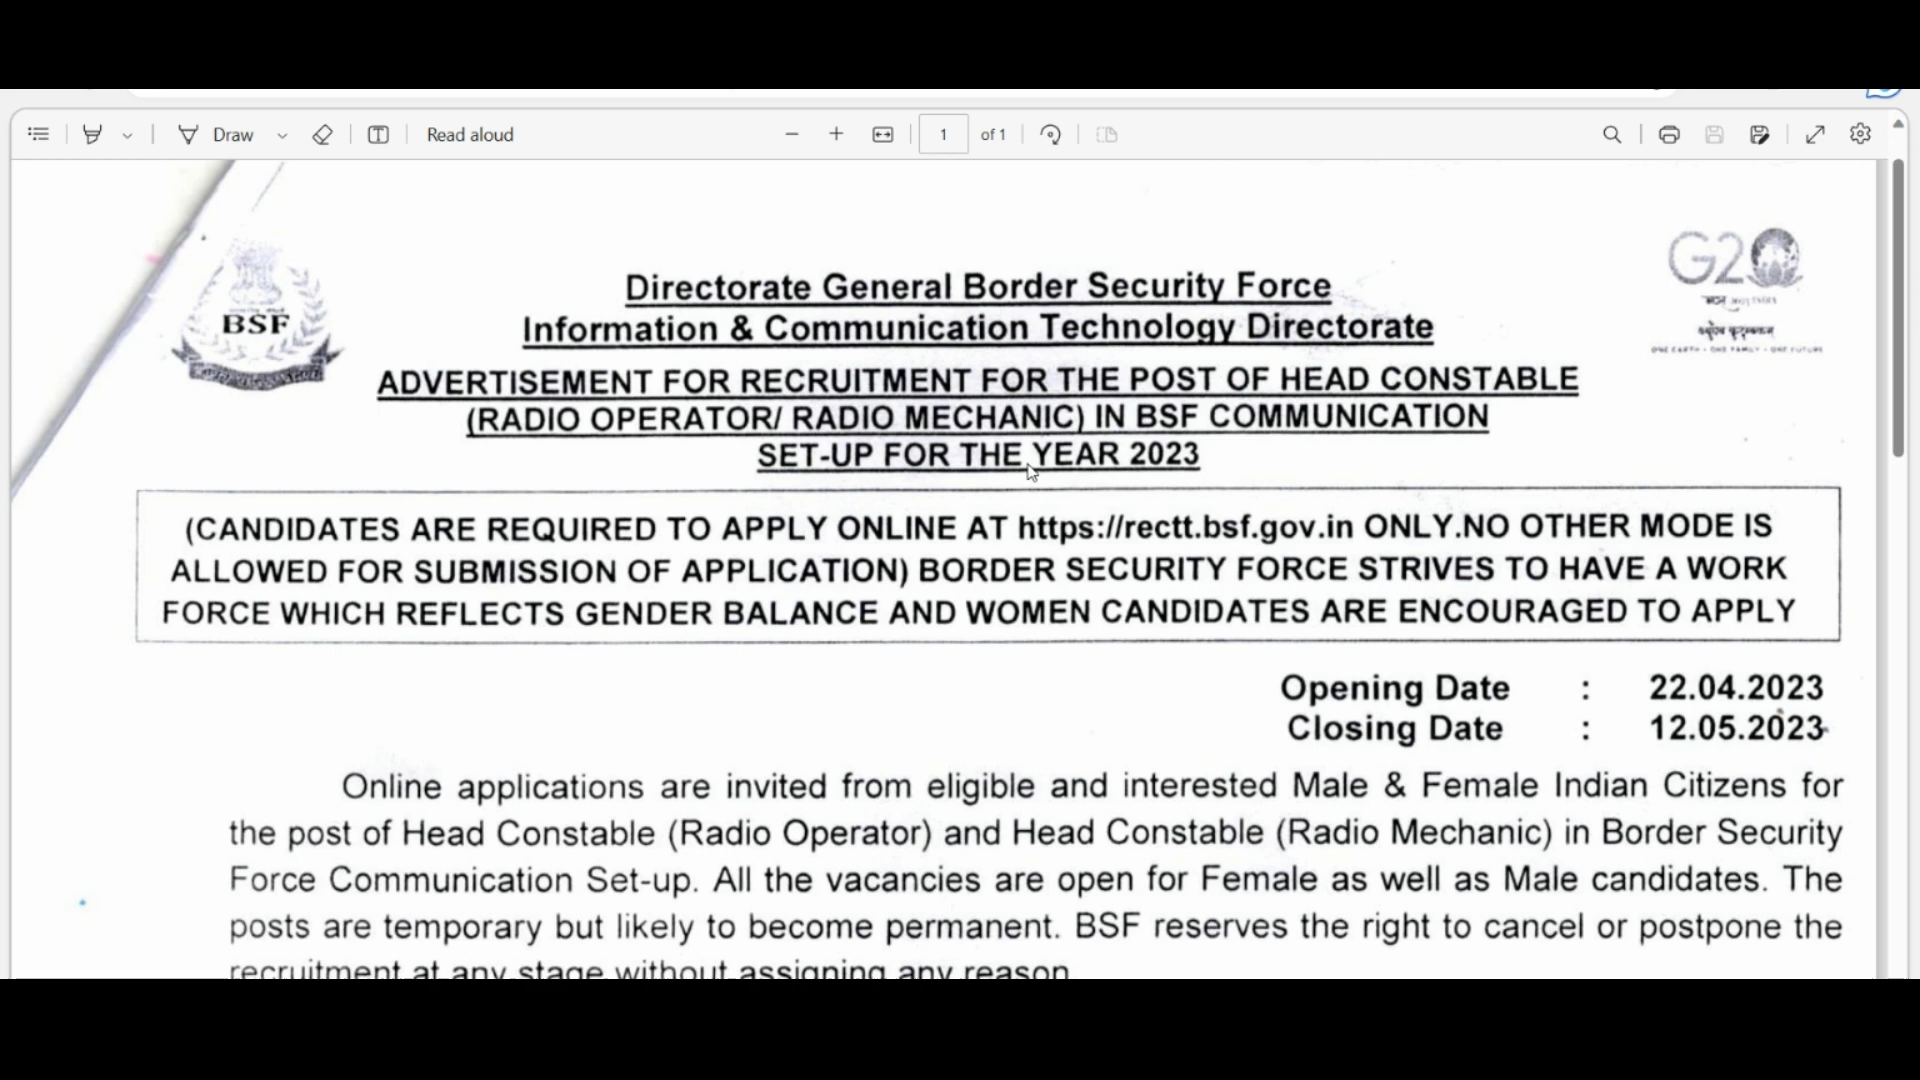 Draw
Read aloud
1
of 1
BSF
G20
Directorate General Border Security Force
Information & Communication Technology Directorate
ADVERTISEMENT FOR RECRUITMENT FOR THE POST OF HEAD CONSTABLE
(RADIO OPERATOR/ RADIO MECHANIC) IN BSF COMMUNICATION
SET-UP FOR THE YEAR 2023
ONE EARTH • ONE FAMILY • ONE FUTURE
(CANDIDATES ARE REQUIRED TO APPLY ONLINE AT https://rectt.bsf.gov.in ONLY.NO OTHER MODE IS
ALLOWED FOR SUBMISSION OF APPLICATION) BORDER SECURITY FORCE STRIVES TO HAVE A WORK
FORCE WHICH REFLECTS GENDER BALANCE AND WOMEN CANDIDATES ARE ENCOURAGED TO APPLY
Opening Date : 22.04.2023
Closing Date : 12.05.2023
Online applications are invited from eligible and interested Male & Female Indian Citizens for
the post of Head Constable (Radio Operator) and Head Constable (Radio Mechanic) in Border Security
Force Communication Set-up. All the vacancies are open for Female as well as Male candidates. The
posts are temporary but likely to become permanent. BSF reserves the right to cancel or postpone the
recruitment at any stage without assigning any reason